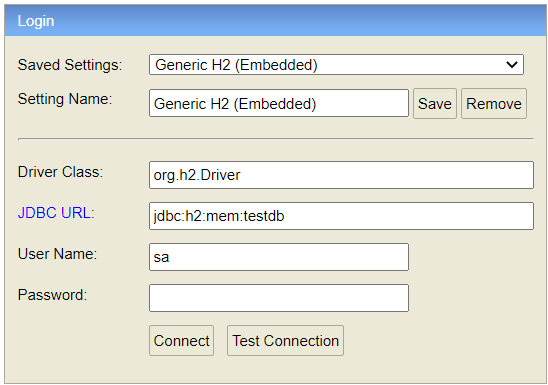 Login
Saved Settings: Generic H2 (Embedded)
Setting Name: Generic H2 (Embedded) Save Remove
Driver Class: org.h2.Driver
JDBC URL: jdbc:h2:mem:testdb
User Name: sa
Password:
Connect Test Connection